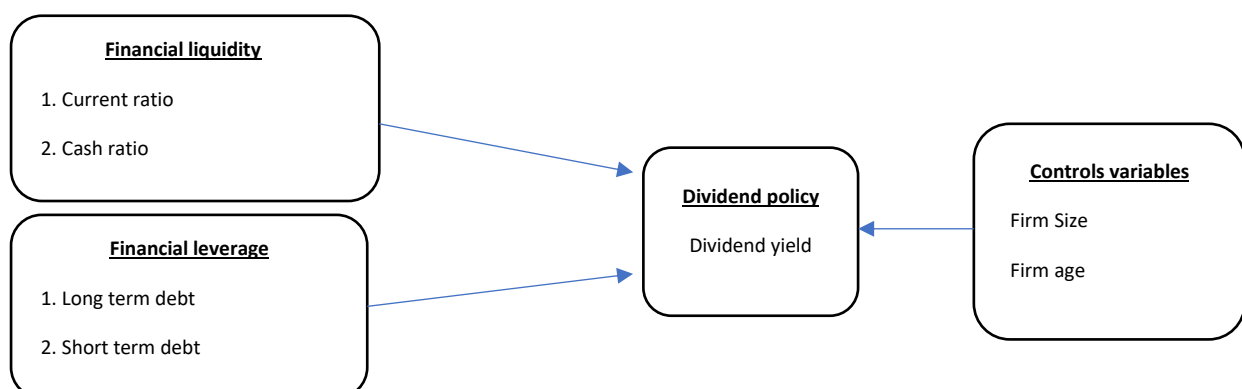 Financial liquidity
1. Current ratio
2. Cash ratio
Financial leverage
1. Long term debt
2. Short term debt
Dividend policy
Dividend yield
Controls variables
Firm Size
Firm age